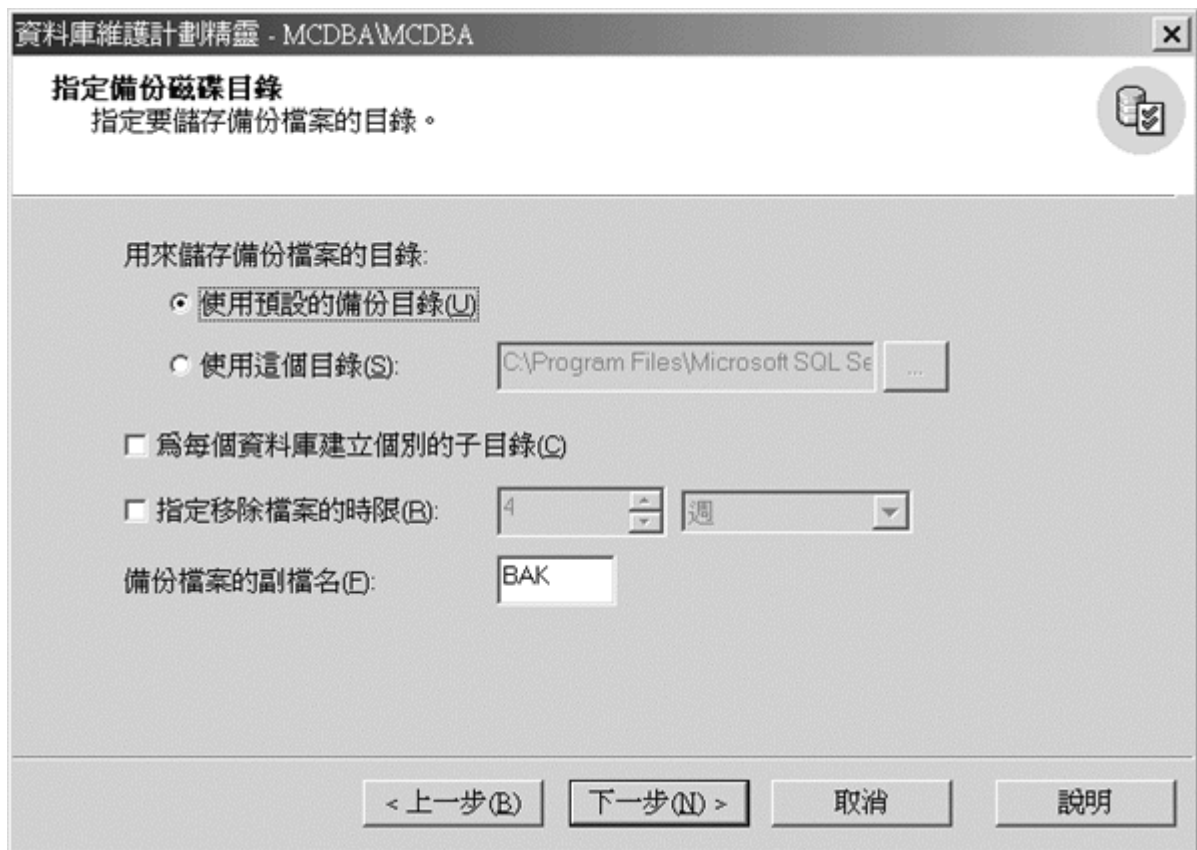 資料庫維護計劃精靈 - MCDBA\MCDBA
指定備份磁碟目錄
指定要儲存備份檔案的目錄。
用來儲存備份檔案的目錄:
使用預設的備份目錄(U)
使用這個目錄(S): C:\Program Files\Microsoft SQL Se ...
為每個資料庫建立個別的子目錄(C)
指定移除檔案的時限(R): 4 週
備份檔案的副檔名(F): BAK
< 上一步(B) 下一步(N) > 取消 說明